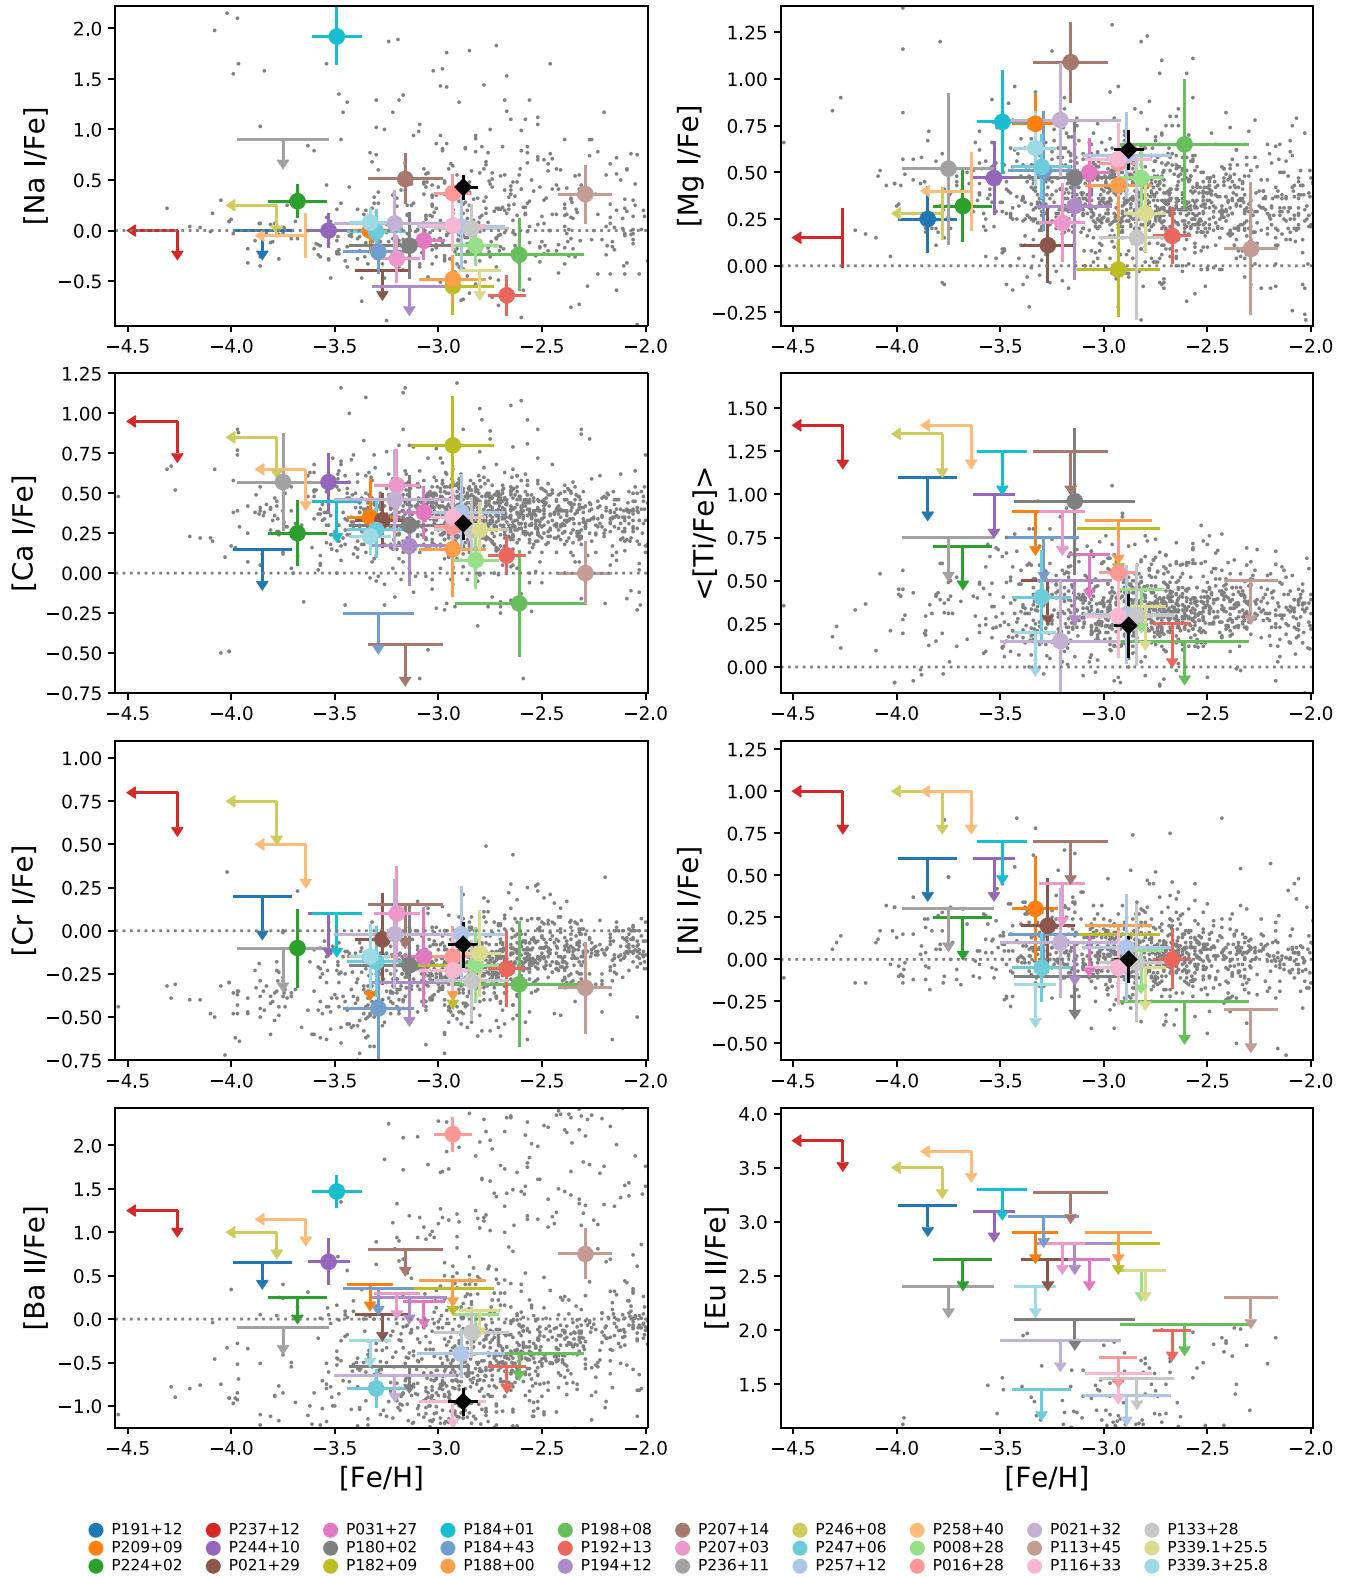 2.0
1.5
1.0
0.5
0.0
−0.5
[Na I/Fe]
−4.5 −4.0 −3.5 −3.0 −2.5 −2.0
1.25
1.00
0.75
0.50
0.25
0.00
−0.25
[Mg I/Fe]
−4.5 −4.0 −3.5 −3.0 −2.5 −2.0
1.25
1.00
0.75
0.50
0.25
0.00
−0.25
−0.50
−0.75
[Ca I/Fe]
−4.5 −4.0 −3.5 −3.0 −2.5 −2.0
1.50
1.25
1.00
0.75
0.50
0.25
0.00
<[Ti/Fe]>
−4.5 −4.0 −3.5 −3.0 −2.5 −2.0
1.00
0.75
0.50
0.25
0.00
−0.25
−0.50
−0.75
[Cr I/Fe]
−4.5 −4.0 −3.5 −3.0 −2.5 −2.0
1.25
1.00
0.75
0.50
0.25
0.00
−0.25
−0.50
[Ni I/Fe]
−4.5 −4.0 −3.5 −3.0 −2.5 −2.0
2.0
1.5
1.0
0.5
0.0
−0.5
−1.0
[Ba II/Fe]
−4.5 −4.0 −3.5 −3.0 −2.5 −2.0
[Fe/H]
4.0
3.5
3.0
2.5
2.0
1.5
[Eu II/Fe]
−4.5 −4.0 −3.5 −3.0 −2.5 −2.0
[Fe/H]
P191+12 P237+12 P031+27 P184+01 P198+08 P207+14 P246+08 P258+40 P021+32 P133+28
P209+09 P244+10 P180+02 P184+43 P192+13 P207+03 P247+06 P008+28 P113+45 P339.1+25.5
P224+02 P021+29 P182+09 P188+00 P194+12 P236+11 P257+12 P016+28 P116+33 P339.3+25.8